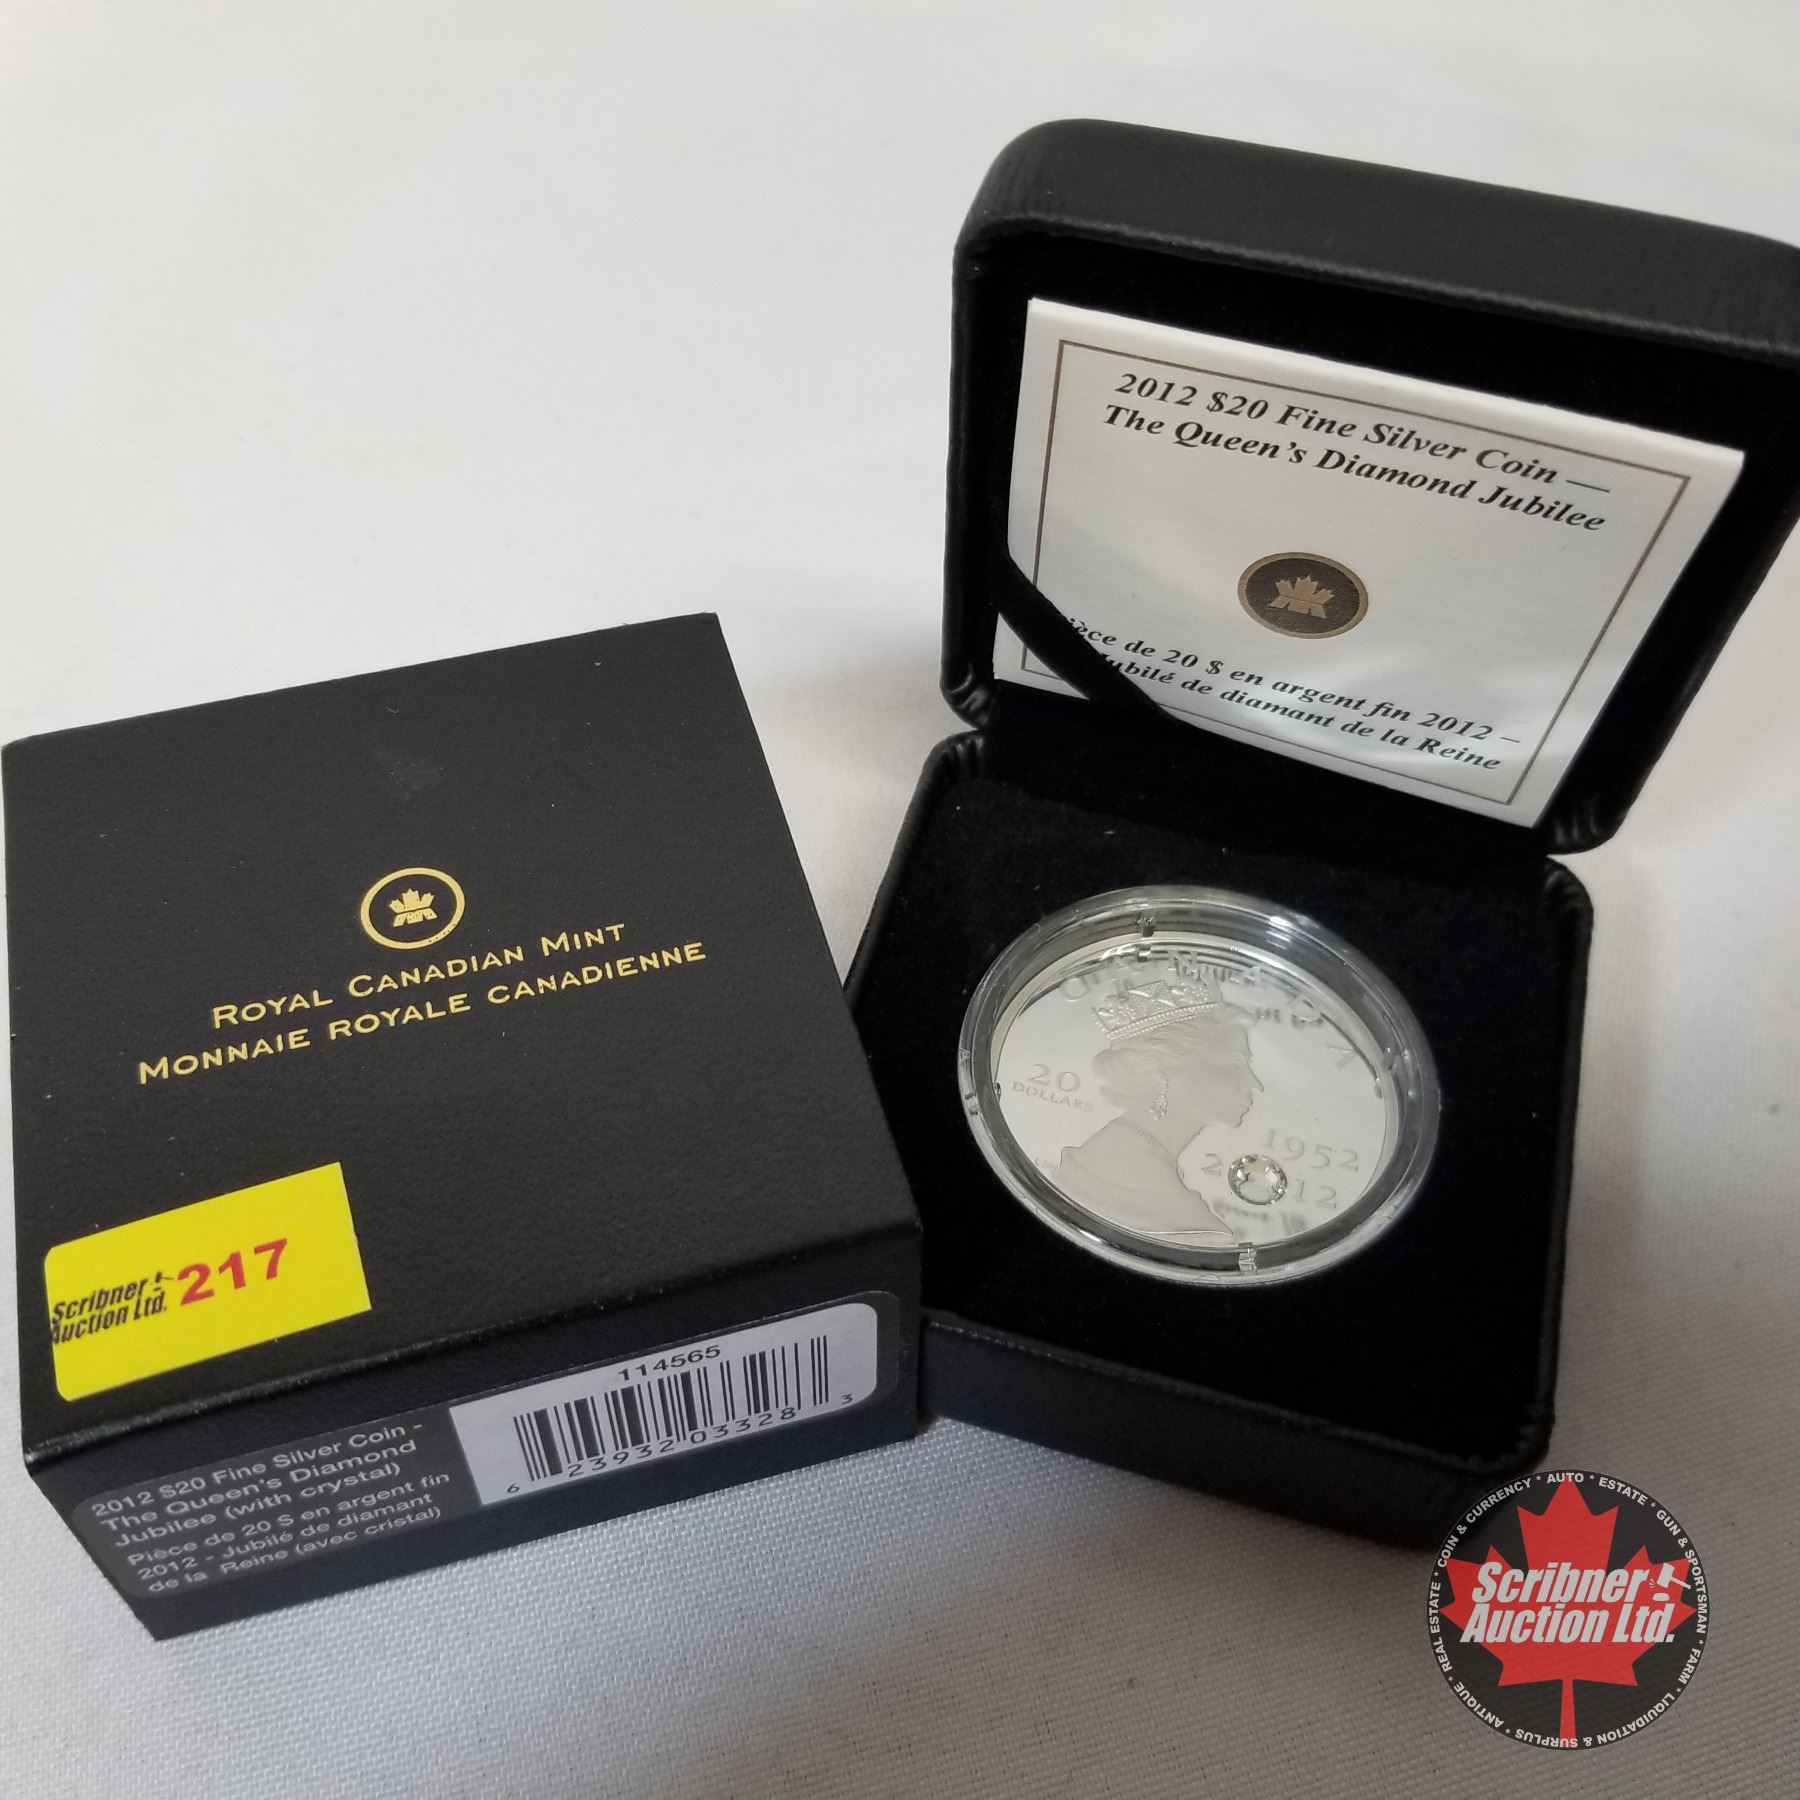 2012 $20 Fine Silver Coin —
The Queen's Diamond Jubilee
de 20 $ en argent fin 2012 –
de diamant de la Reine
ROYAL CANADIAN MINT
MONNAIE ROYALE CANADIENNE
20
DOLLARS
1952
2012
Scribner
Auction Ltd.
217
114565
6 23932 03328 3
2012 $20 Fine Silver Coin -
The Queen's Diamond
Jubilee (with crystal)
Pièce de 20 $ en argent fin
2012 - Jubilé de diamant
de la Reine (avec cristal)
Scribner
Auction Ltd.
REAL ESTATE * COIN & CURRENCY * AUTO * ESTATE * GUN & SPORTSMAN * FARM * LIQUIDATION & SURPLUS * ANTIQUE *